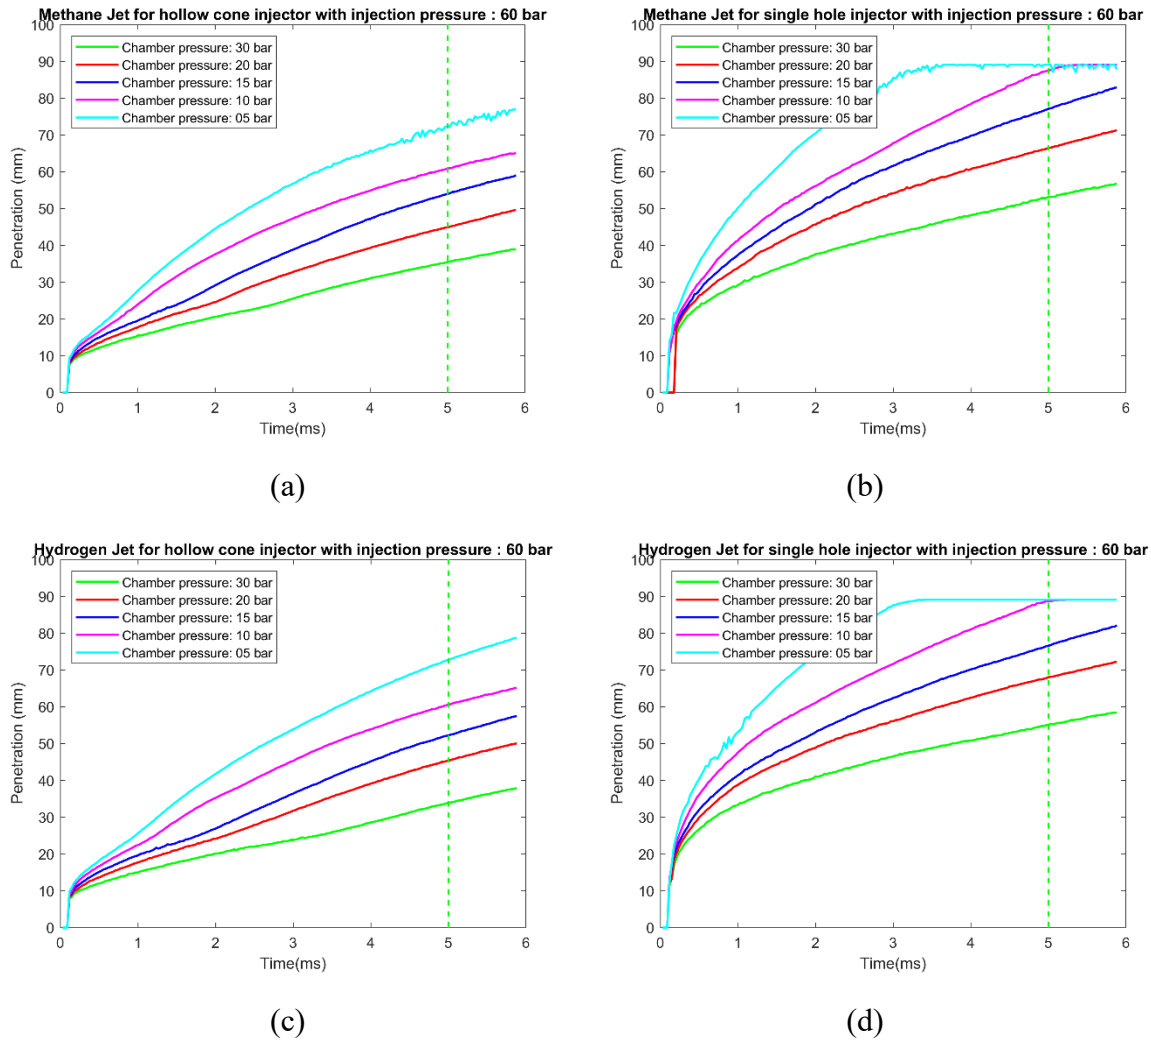 Methane Jet for hollow cone injector with injection pressure : 60 bar
100
90
80
70
60
50
40
30
20
10
0
Penetration (mm)
Chamber pressure: 30 bar
Chamber pressure: 20 bar
Chamber pressure: 15 bar
Chamber pressure: 10 bar
Chamber pressure: 05 bar
0 1 2 3 4 5 6
Time(ms)
(a)
Methane Jet for single hole injector with injection pressure : 60 bar
100
90
80
70
60
50
40
30
20
10
0
Penetration (mm)
Chamber pressure: 30 bar
Chamber pressure: 20 bar
Chamber pressure: 15 bar
Chamber pressure: 10 bar
Chamber pressure: 05 bar
0 1 2 3 4 5 6
Time(ms)
(b)
Hydrogen Jet for hollow cone injector with injection pressure : 60 bar
100
90
80
70
60
50
40
30
20
10
0
Penetration (mm)
Chamber pressure: 30 bar
Chamber pressure: 20 bar
Chamber pressure: 15 bar
Chamber pressure: 10 bar
Chamber pressure: 05 bar
0 1 2 3 4 5 6
Time(ms)
(c)
Hydrogen Jet for single hole injector with injection pressure : 60 bar
100
90
80
70
60
50
40
30
20
10
0
Penetration (mm)
Chamber pressure: 30 bar
Chamber pressure: 20 bar
Chamber pressure: 15 bar
Chamber pressure: 10 bar
Chamber pressure: 05 bar
0 1 2 3 4 5 6
Time(ms)
(d)